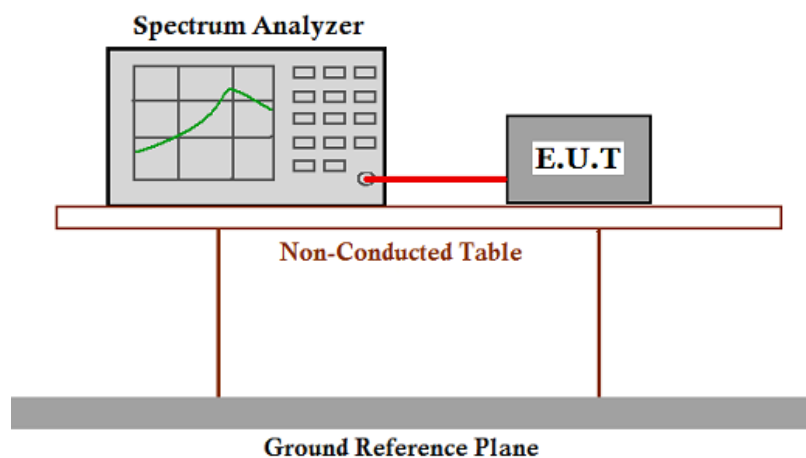 Spectrum Analyzer
E.U.T
Non-Conducted Table
Ground Reference Plane